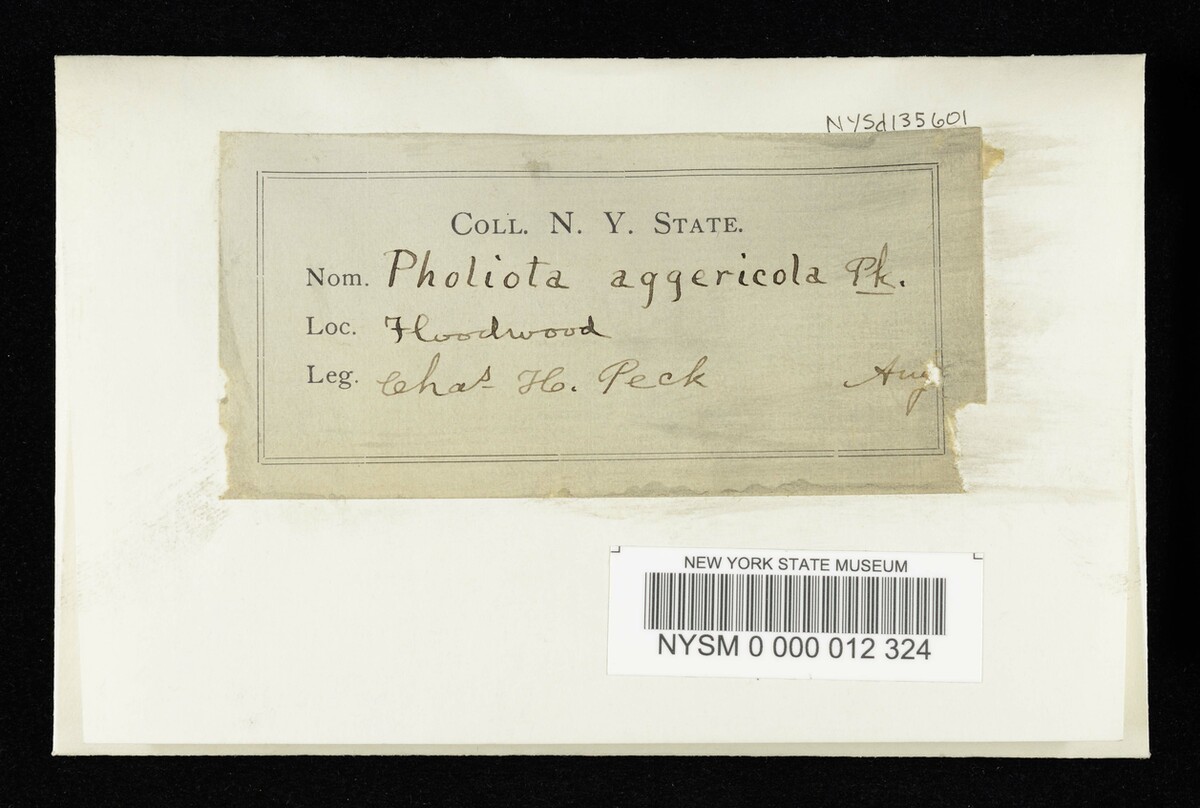 NYSd135601
COLL. N. Y. STATE.
Nom. Pholiota aggericola Pk.
Loc. Floodwood
Leg. Chas. H. Peck Aug
NEW YORK STATE MUSEUM
NYSM 0 000 012 324